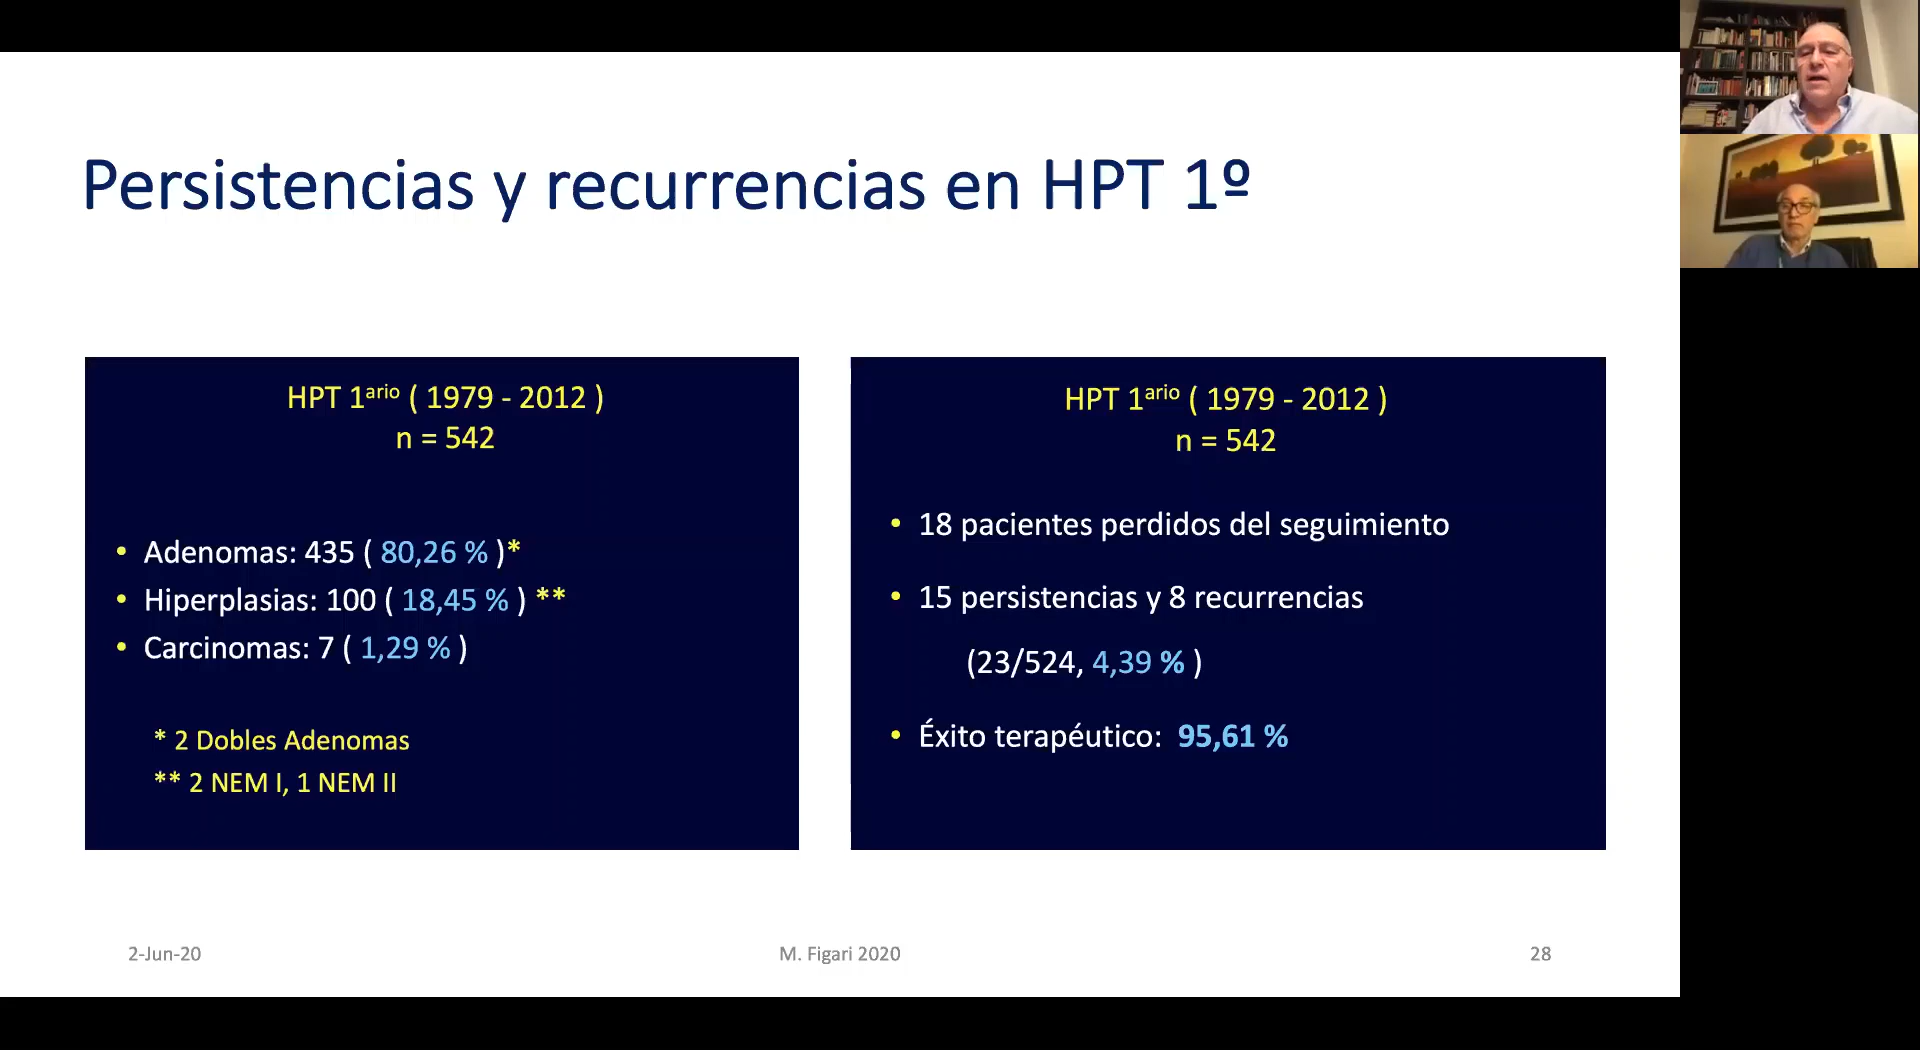 Persistencias y recurrencias en HPT 1º
HPT 1ario ( 1979 - 2012 )
n = 542
• Adenomas: 435 ( 80,26 % )*
• Hiperplasias: 100 ( 18,45 % ) **
• Carcinomas: 7 ( 1,29 % )
* 2 Dobles Adenomas
** 2 NEM I, 1 NEM II
HPT 1ario ( 1979 - 2012 )
n = 542
• 18 pacientes perdidos del seguimiento
• 15 persistencias y 8 recurrencias
(23/524, 4,39 % )
• Éxito terapéutico: 95,61 %
2-Jun-20
M. Figari 2020
28